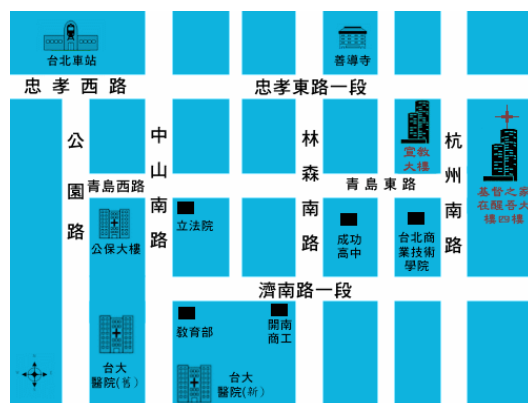 台北車站
善導寺
忠孝西路
忠孝東路一段
公園路
中山南路
林森南路
杭州南路
宣教
大樓
基督之家
在醒吾大
樓四樓
青島西路
青島東路
公保大樓
立法院
成功
高中
台北商
業技術
學院
濟南路一段
教育部
開南
商工
台大
醫院(舊)
台大
醫院(新)